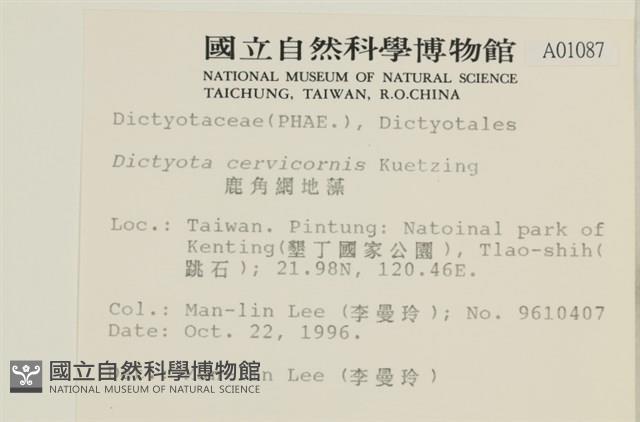 國立自然科學博物館 A01087
NATIONAL MUSEUM OF NATURAL SCIENCE
TAICHUNG, TAIWAN, R.O.CHINA
Dictyotaceae(PHAE.), Dictyotales
Dictyota cervicornis Kuetzing
鹿角網地藻
Loc.: Taiwan. Pintung: Natoinal park of
Kenting(墾丁國家公園), Tlao-shih(
跳石); 21.98N, 120.46E.
Col.: Man-lin Lee (李曼玲); No. 9610407
Date: Oct. 22, 1996.
Lee (李曼玲)
國立自然科學博物館
NATIONAL MUSEUM OF NATURAL SCIENCE